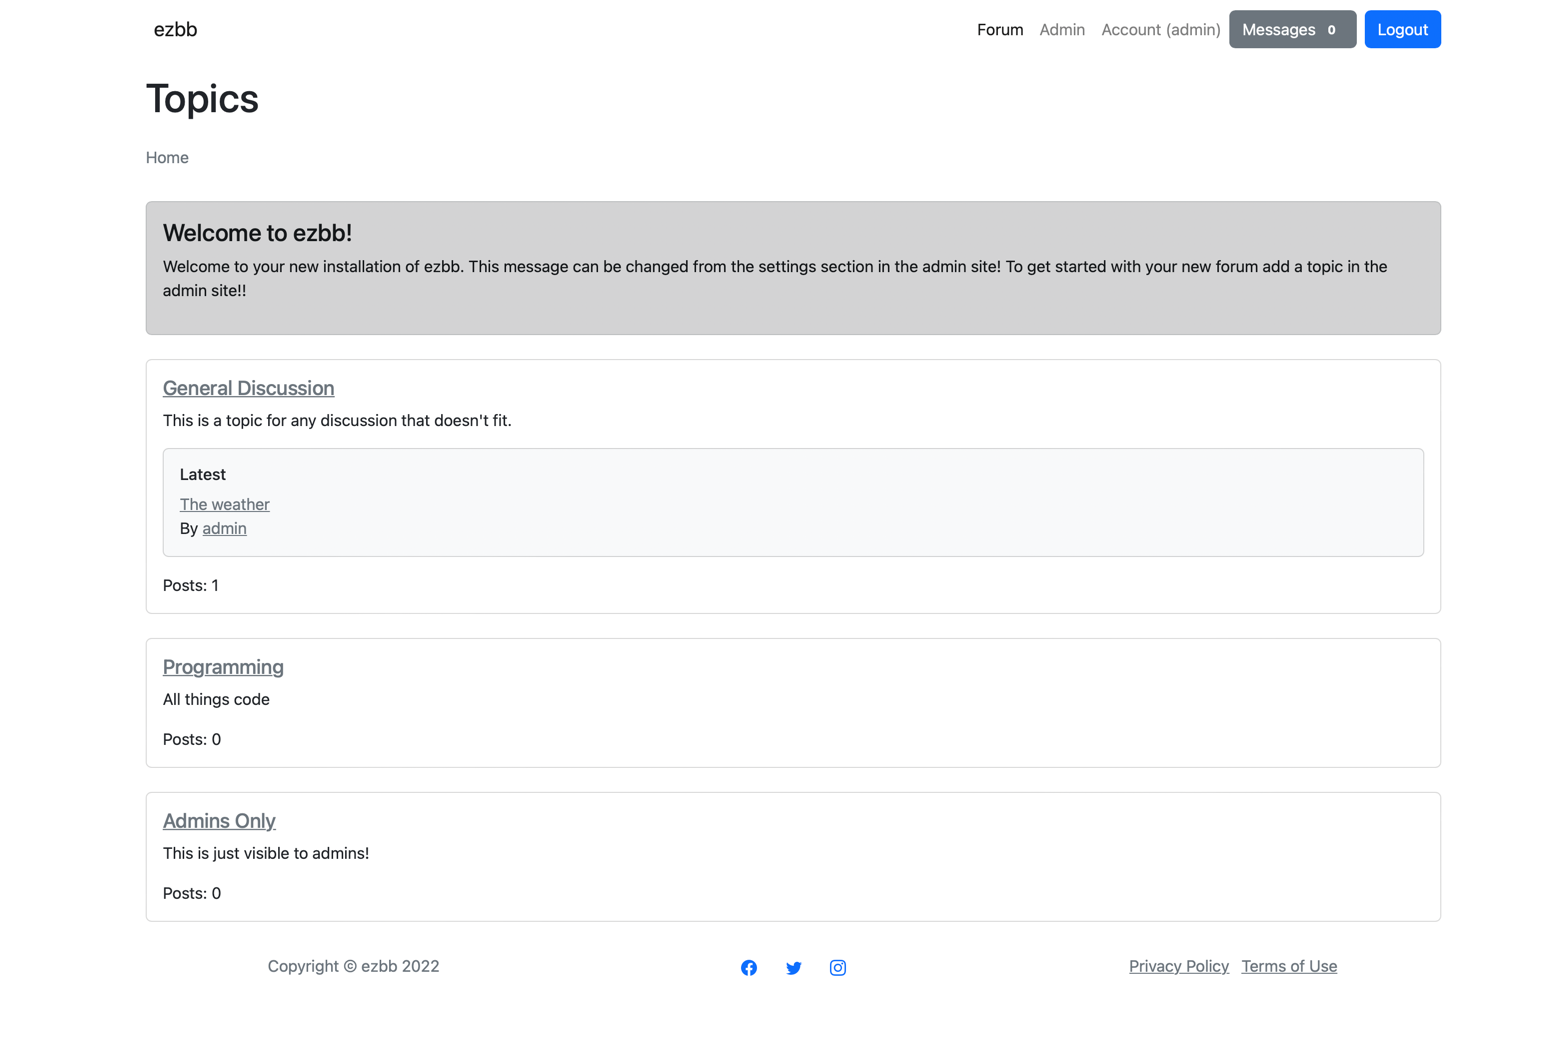 ezbb
Forum Admin Account (admin) Messages 0 Logout
Topics
Home
Welcome to ezbb!
Welcome to your new installation of ezbb. This message can be changed from the settings section in the admin site! To get started with your new forum add a topic in the
admin site!!
General Discussion
This is a topic for any discussion that doesn't fit.
Latest
The weather
By admin
Posts: 1
Programming
All things code
Posts: 0
Admins Only
This is just visible to admins!
Posts: 0
Copyright © ezbb 2022
Privacy Policy Terms of Use